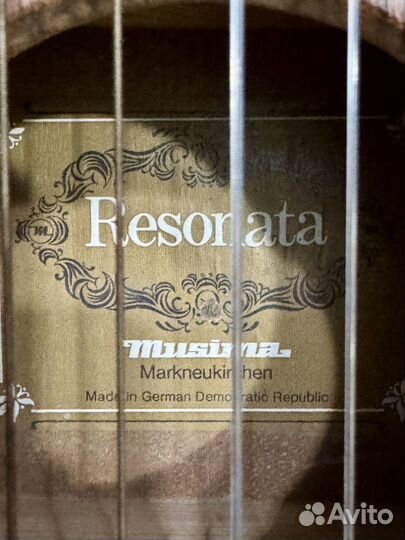 Resonata
musima
Markneukirchen
Made in German Democratic Republic
Avito